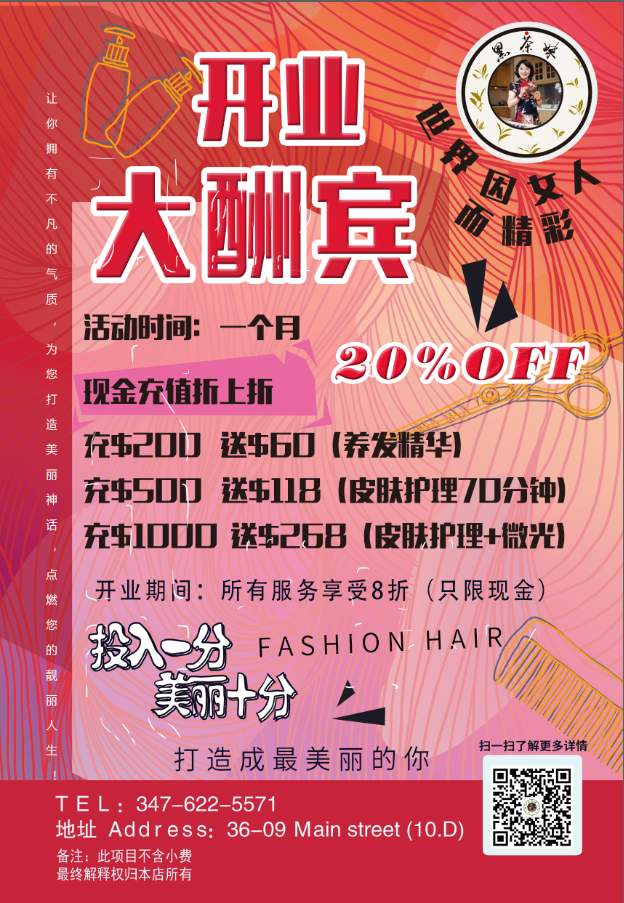 黑茶裳
开业
大酬宾
世界因女人
而精彩
让你拥有不凡的气质，为您打造美丽神话，点燃您的靓丽人生！
活动时间：一个月
20%OFF
现金充值折上折
充$200 送$60（养发精华）
充$500 送$118（皮肤护理70分钟）
充$1000 送$268（皮肤护理+微光）
开业期间：所有服务享受8折（只限现金）
投入一分
美丽十分
FASHION HAIR
打造成最美丽的你
扫一扫了解更多详情
TEL：347-622-5571
地址 Address：36-09 Main street (10.D)
备注：此项目不含小费
最终解释权归本店所有